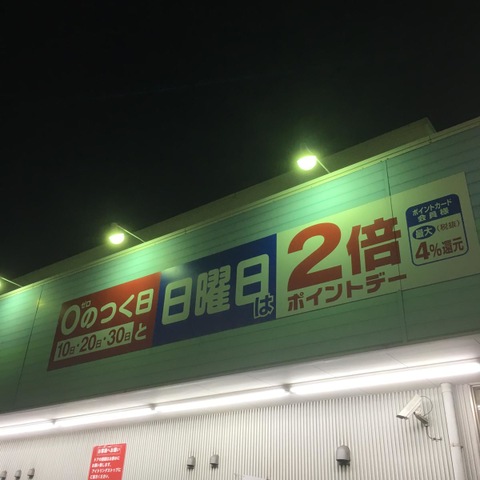 0のつく日
ゼロ
10日・20日・30日と
日曜日は
2倍
ポイントデー
ポイントカード
会員様
最大(税抜)
4%還元